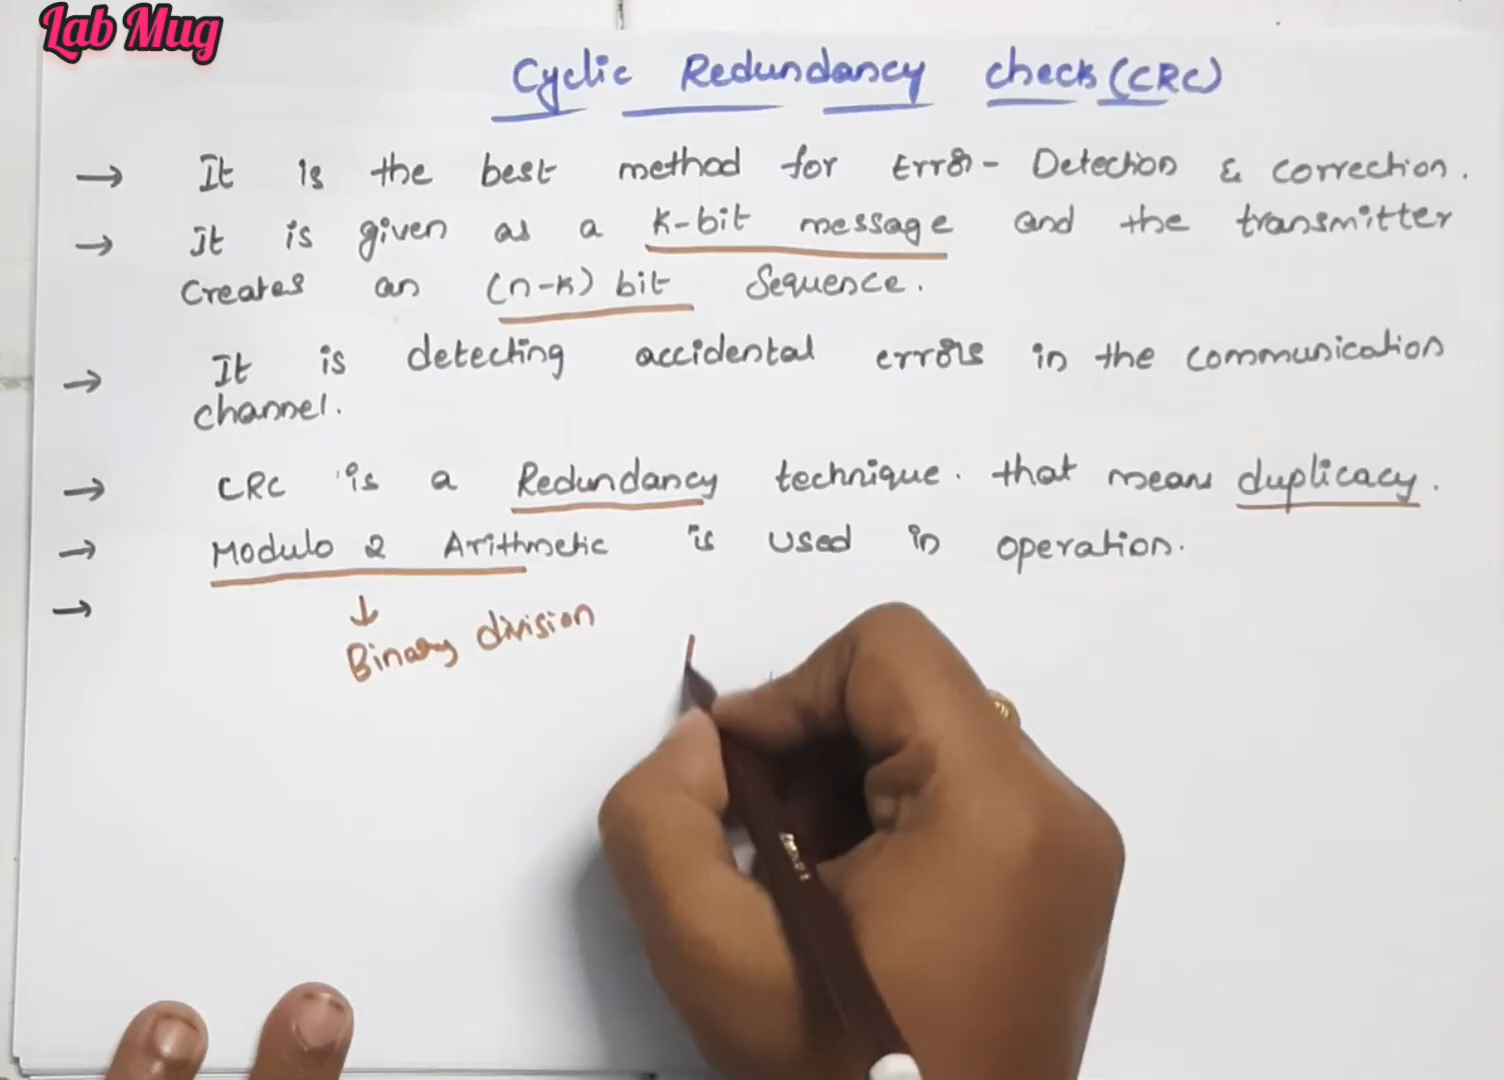 Lab Mug
Cyclic Redundancy check (CRC)
→ It is the best method for Error-Detection & correction.
→ It is given as a k-bit message and the transmitter
creates an (n-k) bit sequence.
→ It is detecting accidental errors in the communication
channel.
→ CRC is a Redundancy technique. that means duplicacy.
→ Modulo 2 Arithmetic is used in operation.
→
↓
Binary division